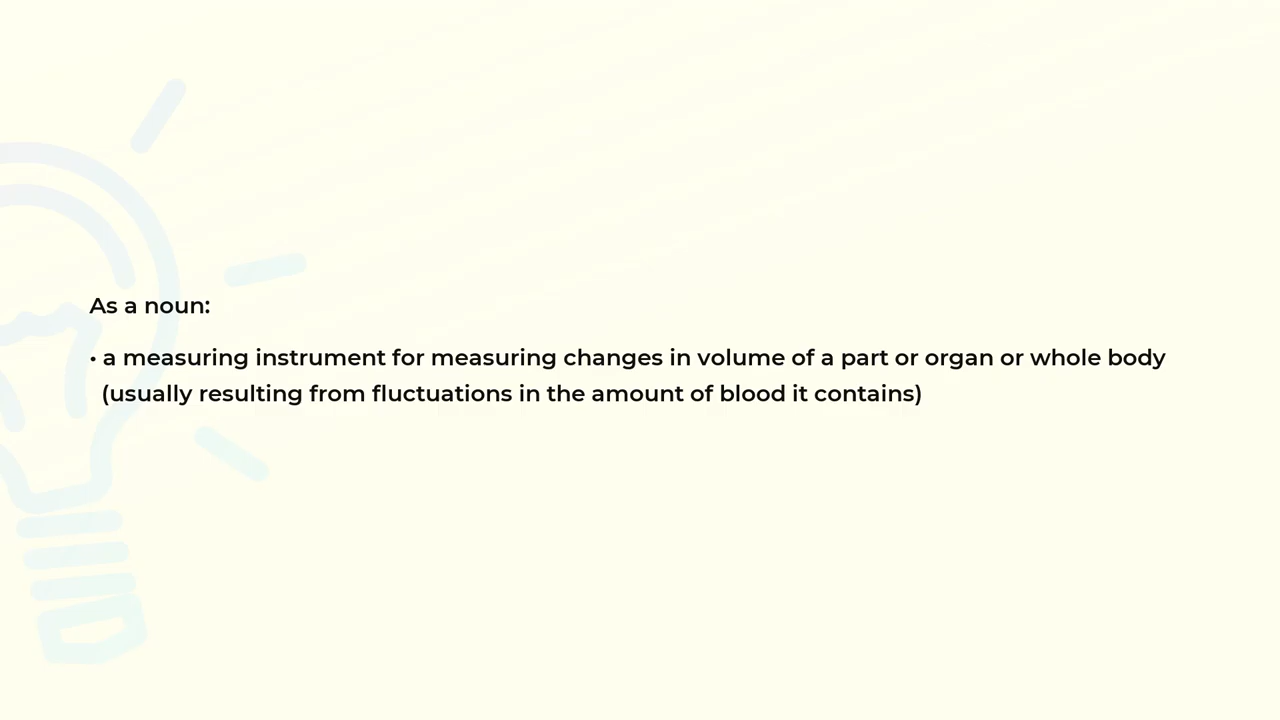 As a noun:
• a measuring instrument for measuring changes in volume of a part or organ or whole body
(usually resulting from fluctuations in the amount of blood it contains)